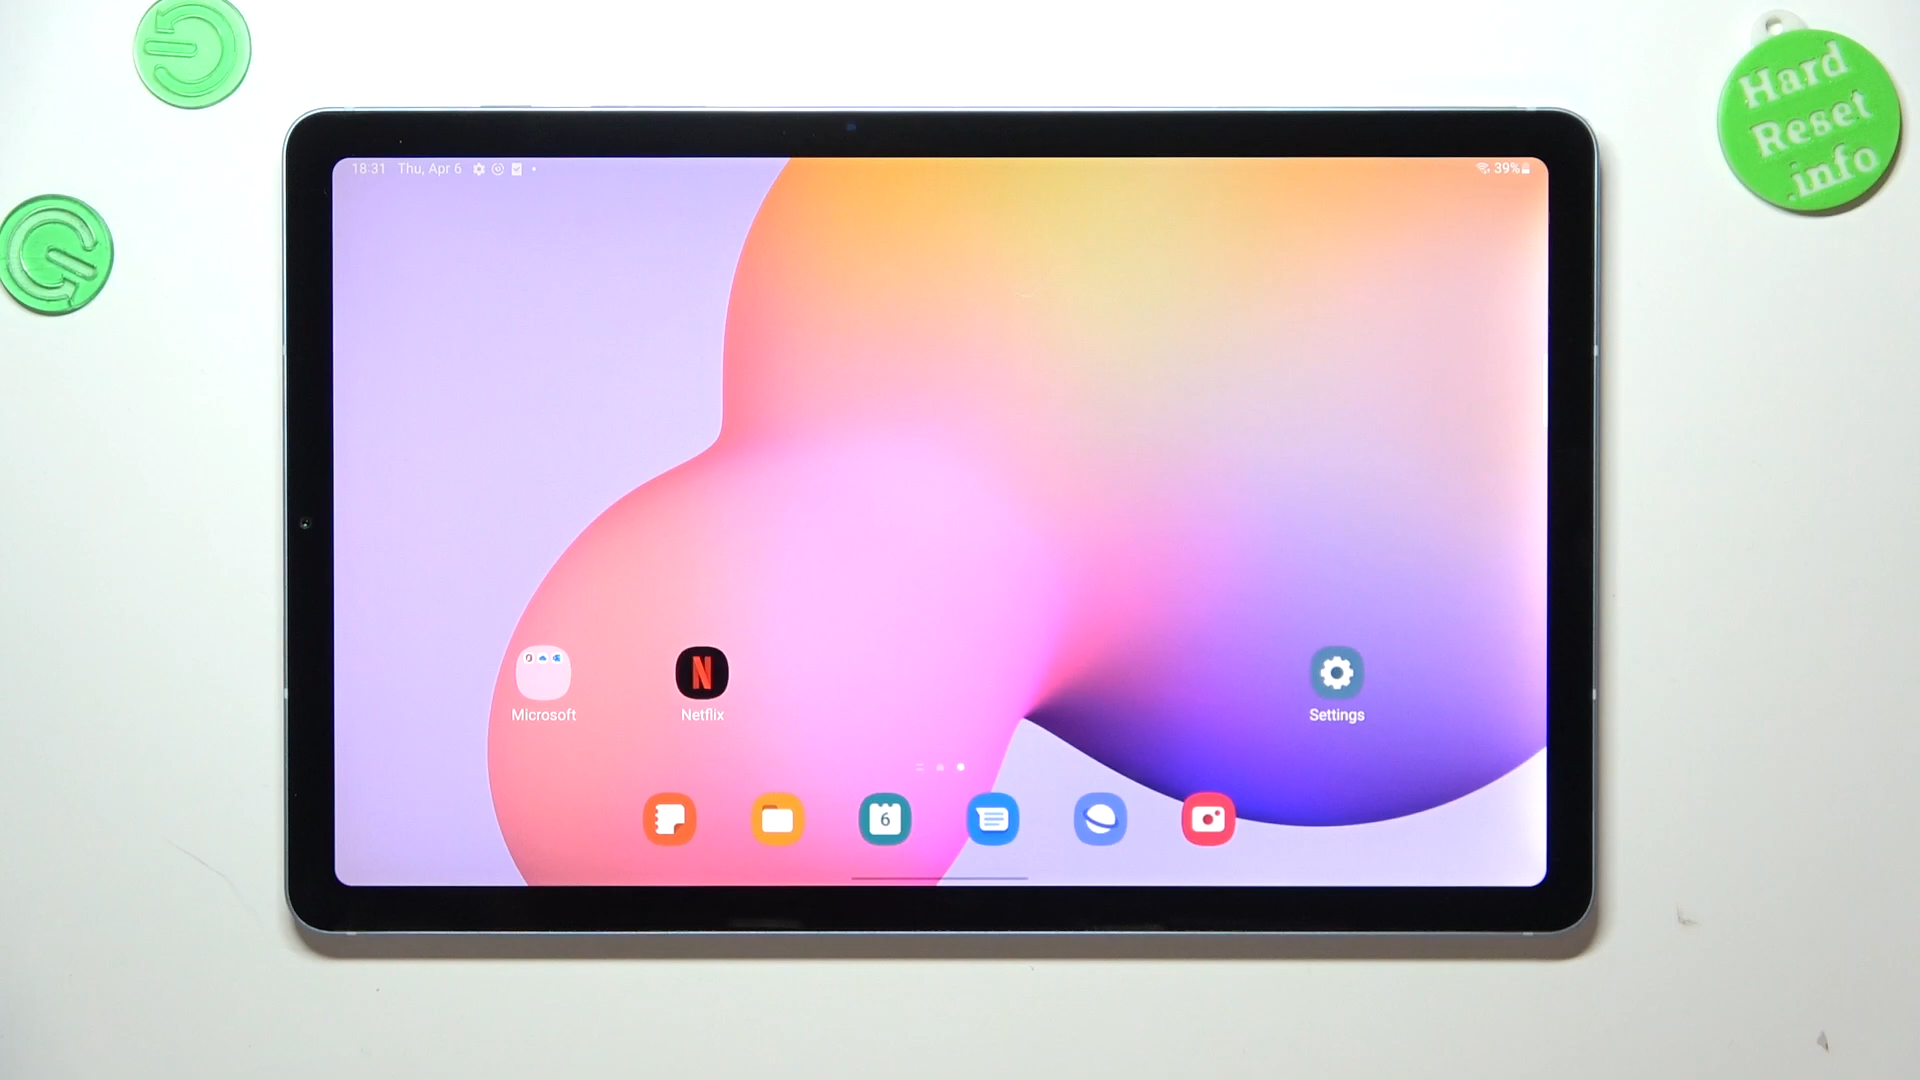 Hard
Reset
.info
18:31 Thu, Apr 6
39%
N
Microsoft
Netflix
Settings
6